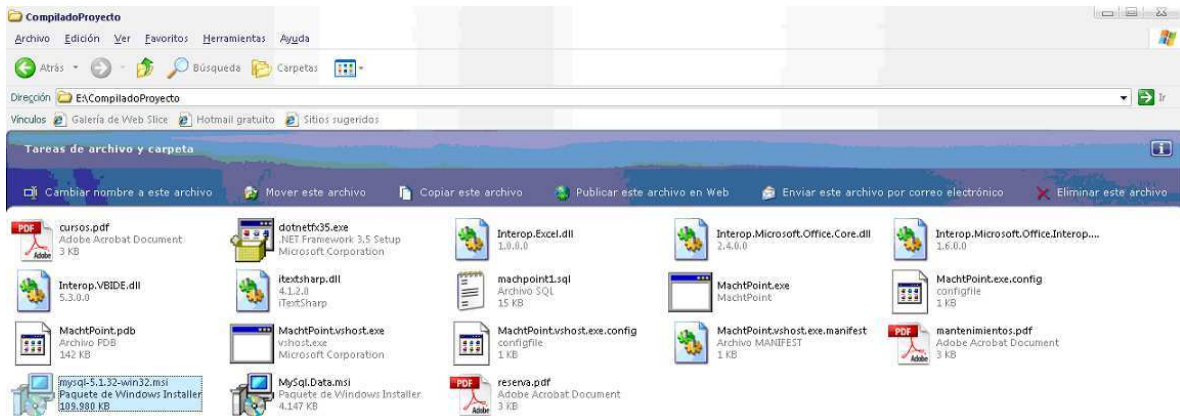 CompiladoProyecto
Archivo Edición Ver Favoritos Herramientas Ayuda
Atrás Búsqueda Carpetas
Dirección E:\CompiladoProyecto Ir
Vínculos Galería de Web Slice Hotmail gratuito Sitios sugeridos
Tareas de archivo y carpeta
Cambiar nombre a este archivo Mover este archivo Copiar este archivo Publicar este archivo en Web Enviar este archivo por correo electrónico Eliminar este archivo
cursos.pdf dotnetfx35.exe Interop.Excel.dll Interop.Microsoft.Office.Core.dll Interop.Microsoft.Office.Interop....
Adobe Acrobat Document .NET Framework 3.5 Setup 1.0.0.0 2.4.0.0 1.6.0.0
3 KB Microsoft Corporation
Interop.VBIDE.dll itextsharp.dll machpoint1.sql MachtPoint.exe MachtPoint.exe.config
5.3.0.0 4.1.2.0 Archivo SQL MachtPoint configfile
iTextSharp 15 KB 1 KB
MachtPoint.pdb MachtPoint.vshost.exe MachtPoint.vshost.exe.config MachtPoint.vshost.exe.manifest mantenimientos.pdf
Archivo PDB vshost.exe configfile Archivo MANIFEST Adobe Acrobat Document
142 KB Microsoft Corporation 1 KB 1 KB 3 KB
mysql-5.1.32-win32.msi MySql.Data.msi reserva.pdf
Paquete de Windows Installer Paquete de Windows Installer Adobe Acrobat Document
109.980 KB 4.147 KB 3 KB